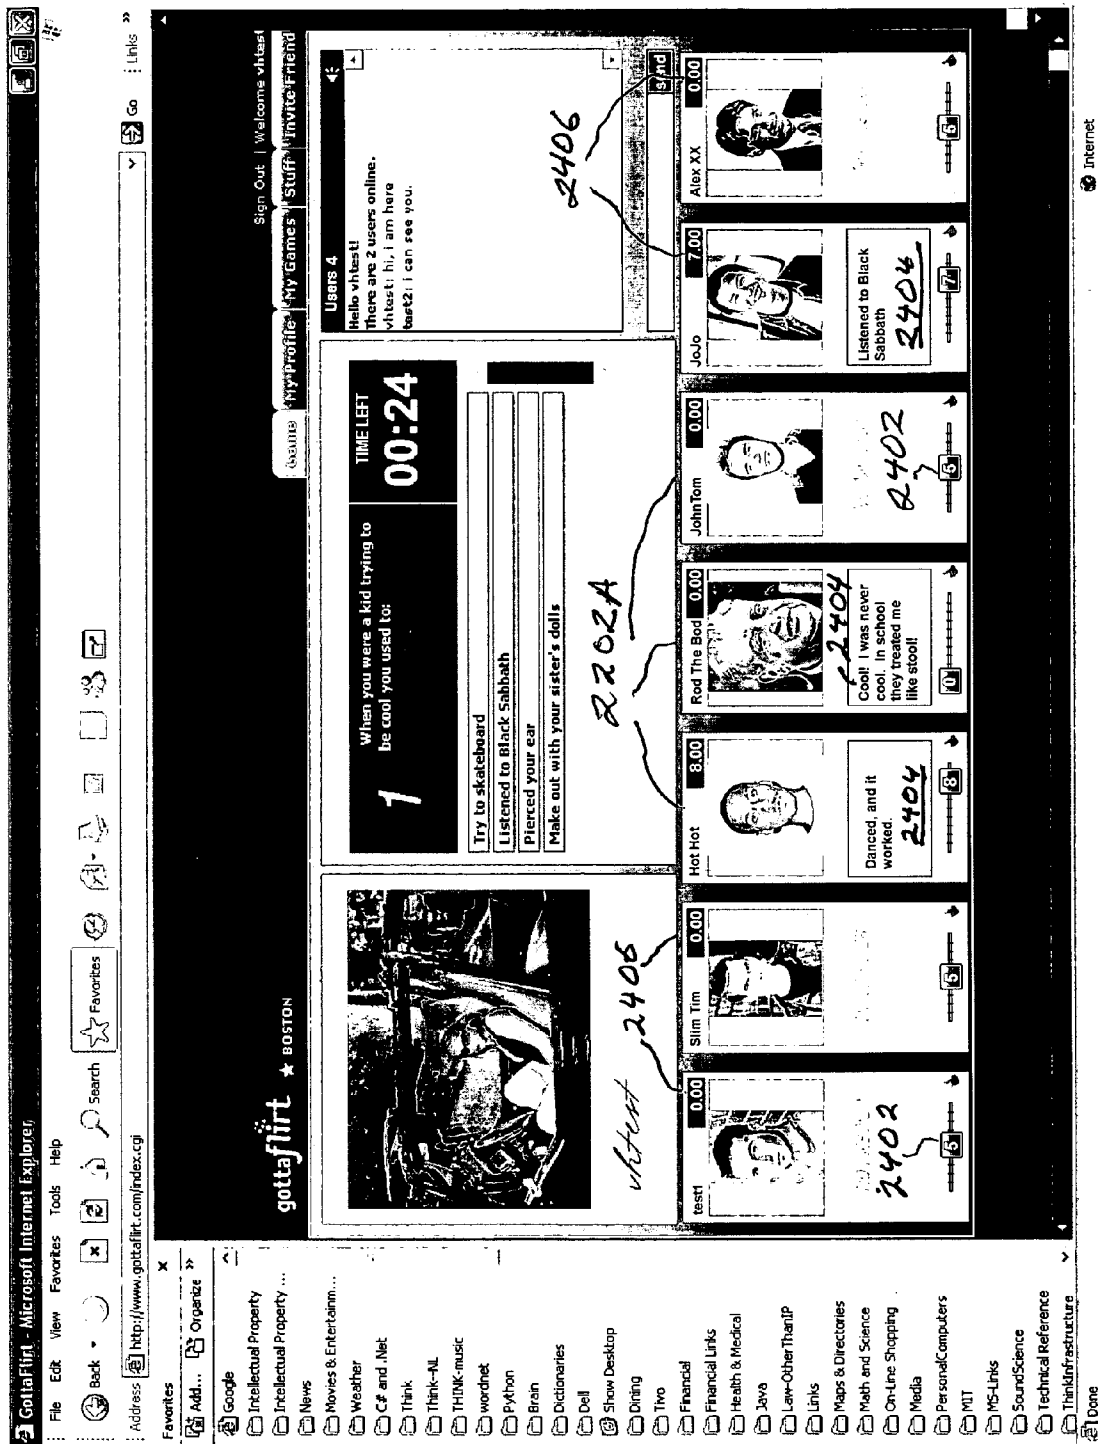 GottaFlirt - Microsoft Internet Explorer
File Edit View Favorites Tools Help
Back Search Favorites
Address http://www.gottaflirt.com/index.cgi Go Links »
Favorites x
Add... Organize »
Google
Intellectual Property
Intellectual Property ...
News
Movies & Entertainm...
Weather
C# and .Net
Think
Think--NL
THINK-music
wordnet
Python
Brain
Dictionaries
Dell
Show Desktop
Dining
Tivo
Financial
Financial Links
Health & Medical
Java
Law-OtherThanIP
Links
Maps & Directories
Math and Science
On-Line Shopping
Media
PersonalComputers
MIT
MS-Links
SoundScience
Technical Reference
ThinkInfrastructure
Sign Out | Welcome vhtest
gottaflirt ★ BOSTON
Game My Profile My Games Stuff Invite Friend
vhtest
1 When you were a kid trying to
be cool you used to:
TIME LEFT
00:24
Try to skateboard
Listened to Black Sabbath
Pierced your ear
Make out with your sister's dolls
Users 4
Hello vhtest!
There are 2 users online.
vhtest: hi, i am here
test2: i can see you.
send
2406 2202A 2406
test1 0.00
Slim Tim 0.00
Hot Hot 8.00
Rod The Bod 0.00
JohnTom 0.00
JoJo 7.00
Alex XX 0.00
2402
Danced, and it
worked.
2404
2404
Cool! I was never
cool. In school
they treated me
like stool!
2402
Listened to Black
Sabbath
2404
5 5 8 0 5 7 5
Done Internet